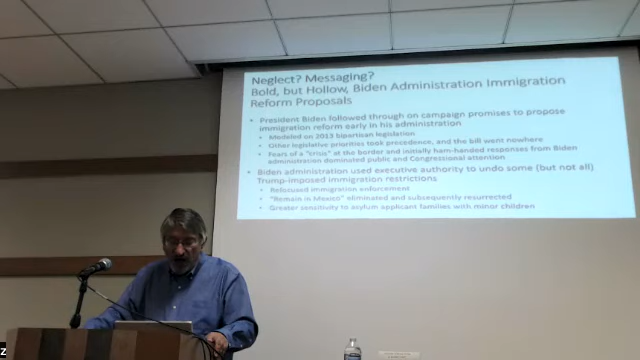 Neglect? Messaging?
Bold, but Hollow, Biden Administration Immigration
Reform Proposals
• President Biden followed through on campaign promises to propose
immigration reform early in his administration
• Modeled on 2013 bipartisan legislation
• Other legislative priorities took precedence, and the bill went nowhere
• Fears of a "crisis" at the border and initially ham-handed responses from Biden
administration dominated public and Congressional attention
• Biden administration used executive authority to undo some (but not all)
Trump-imposed immigration restrictions
• Refocused immigration enforcement
• "Remain in Mexico" eliminated and subsequently resurrected
• Greater sensitivity to asylum applicant families with minor children
Z